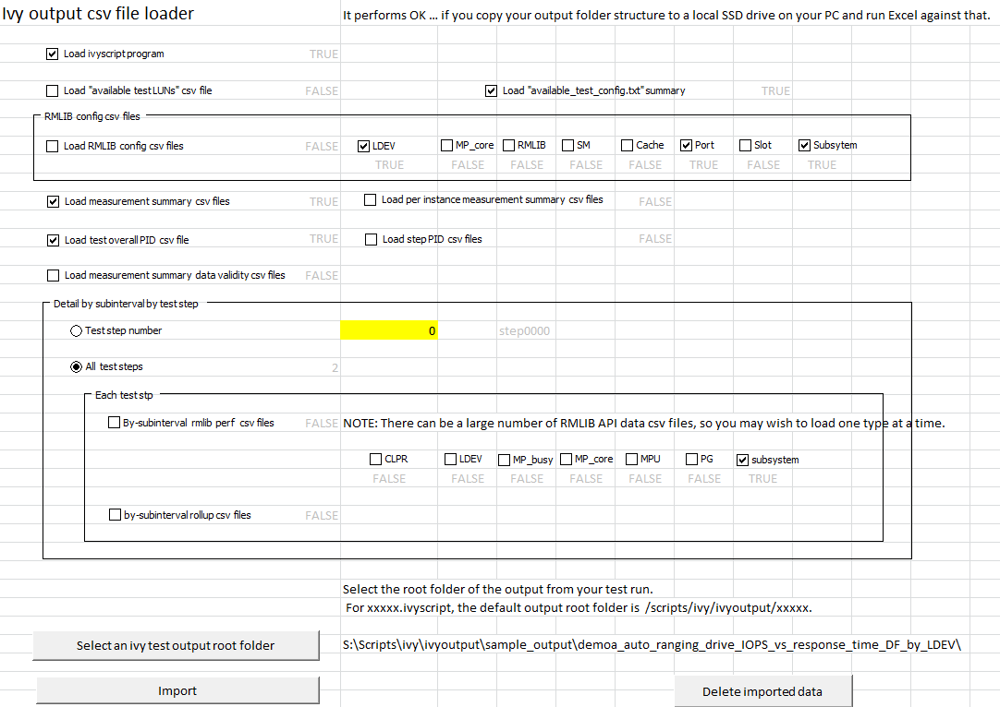 Ivy output csv file loader
It performs OK ... if you copy your output folder structure to a local SSD drive on your PC and run Excel against that.
Load ivyscript program TRUE
Load "available test LUNs" csv file FALSE Load "available_test_config.txt" summary TRUE
RMLIB config csv files
Load RMLIB config csv files FALSE LDEV MP_core RMLIB SM Cache Port Slot Subsytem
TRUE FALSE FALSE FALSE FALSE TRUE FALSE TRUE
Load measurement summary csv files TRUE Load per instance measurement summary csv files FALSE
Load test overall PID csv file TRUE Load step PID csv files FALSE
Load measurement summary data validity csv files FALSE
Detail by subinterval by test step
Test step number 0 step0000
All test steps 2
Each test stp
By-subinterval rmlib perf csv files FALSE NOTE: There can be a large number of RMLIB API data csv files, so you may wish to load one type at a time.
CLPR LDEV MP_busy MP_core MPU PG subsystem
FALSE FALSE FALSE FALSE FALSE FALSE TRUE
by-subinterval rollup csv files FALSE
Select the root folder of the output from your test run.
For xxxxx.ivyscript, the default output root folder is /scripts/ivy/ivyoutput/xxxxx.
Select an ivy test output root folder S:\Scripts\ivy\ivyoutput\sample_output\demoa_auto_ranging_drive_IOPS_vs_response_time_DF_by_LDEV\
Import Delete imported data